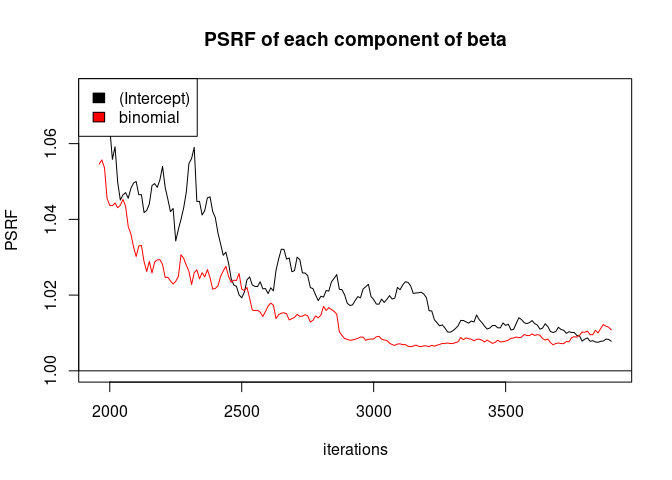 PSRF of each component of beta
(Intercept)
binomial
PSRF
1.06
1.04
1.02
1.00
2000 2500 3000 3500
iterations